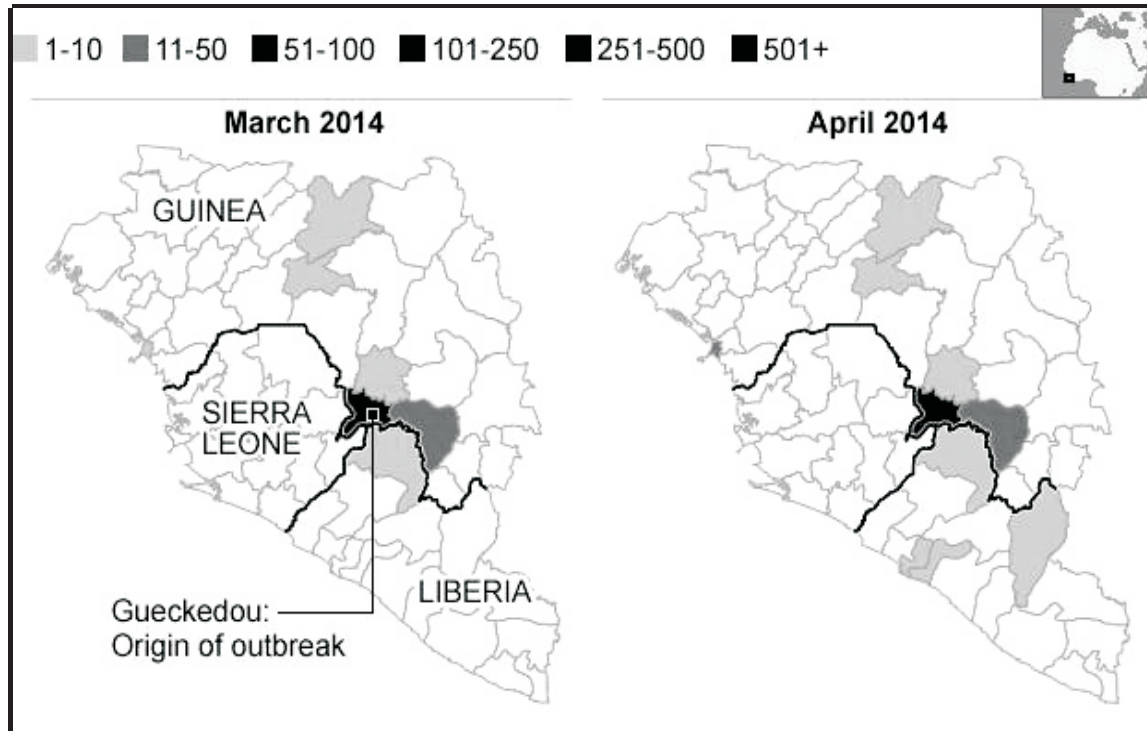 1-10 11-50 51-100 101-250 251-500 501+
March 2014
April 2014
GUINEA
SIERRA
LEONE
LIBERIA
Gueckedou:
Origin of outbreak